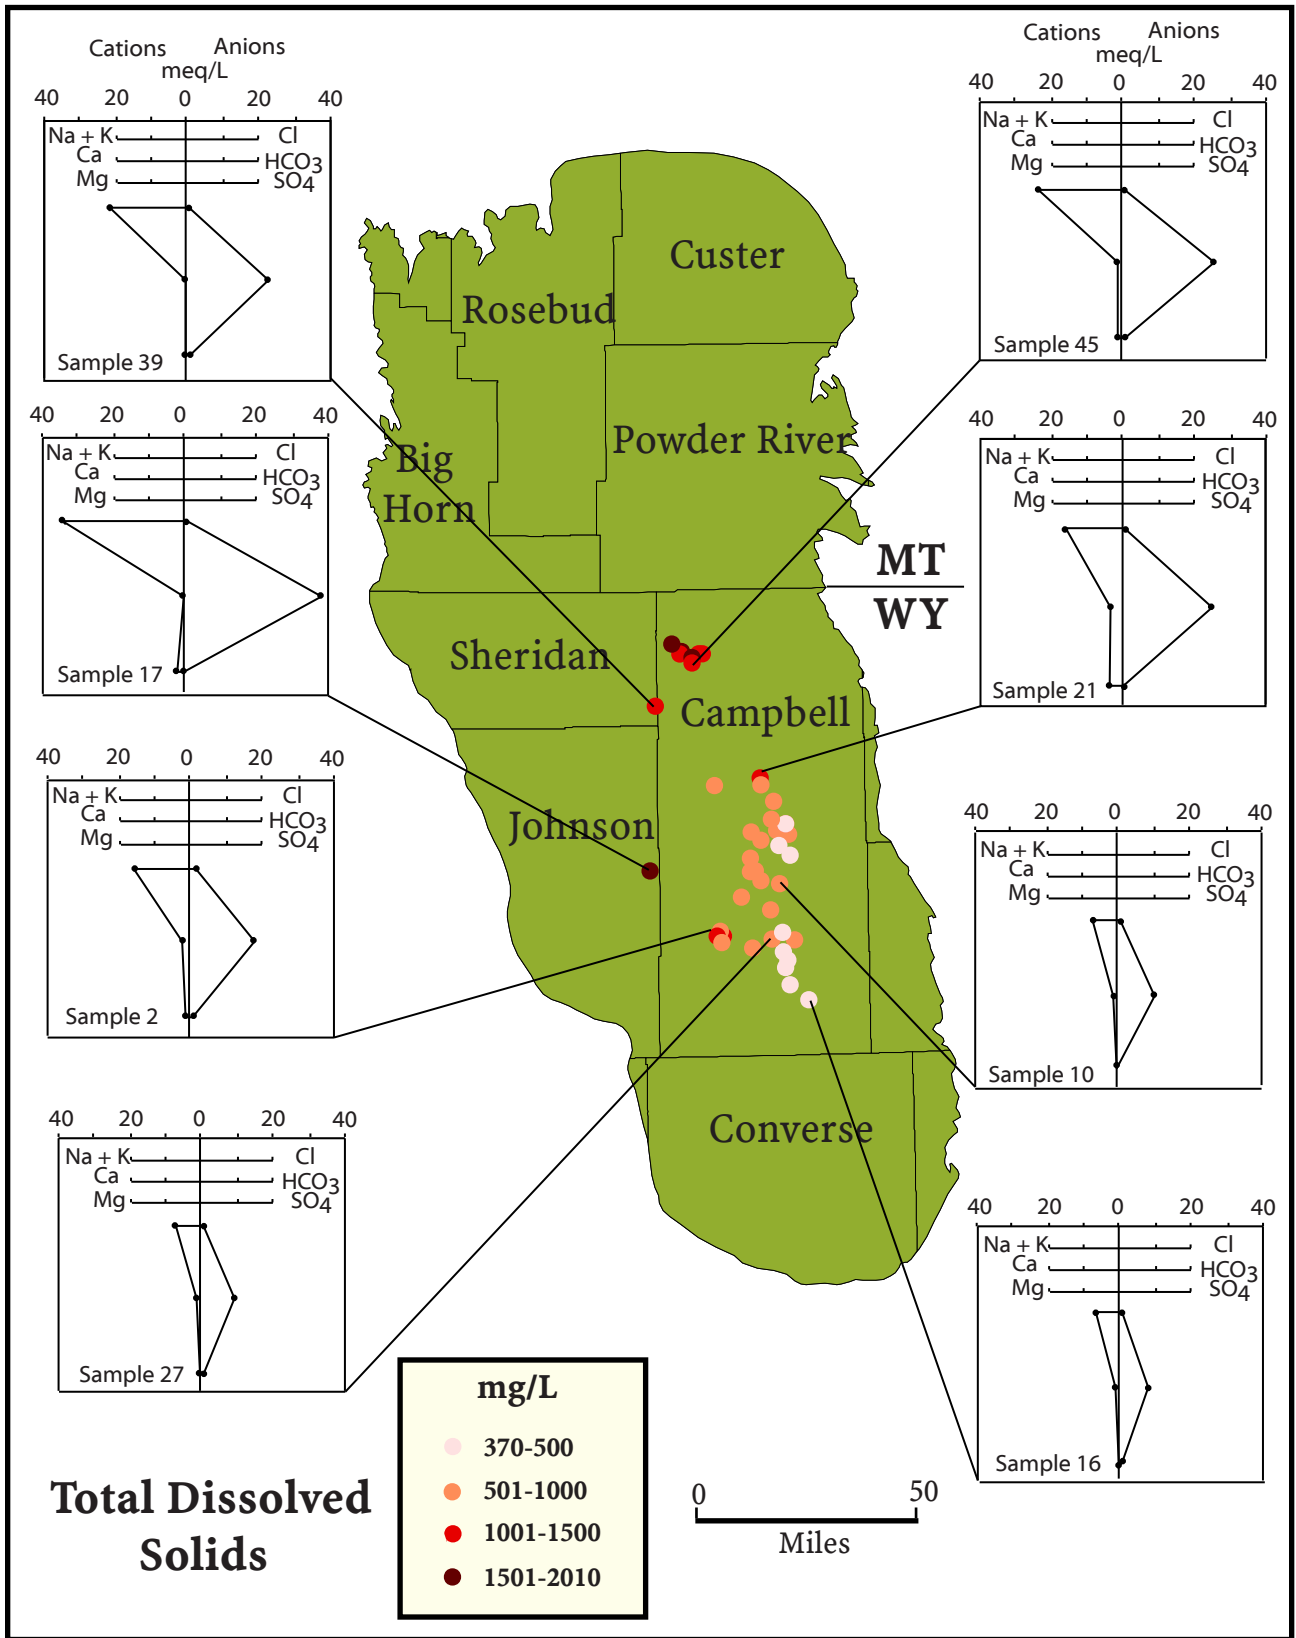 Cations Anions
meq/L
40 20 0 20 40
Na + K Cl
Ca HCO3
Mg SO4
Sample 39
40 20 0 20 40
Na + K Cl
Ca HCO3
Mg SO4
Sample 17
40 20 0 20 40
Na + K Cl
Ca HCO3
Mg SO4
Sample 2
40 20 0 20 40
Na + K Cl
Ca HCO3
Mg SO4
Sample 27
Custer
Rosebud
Powder River
Big
Horn
MT
WY
Sheridan
Campbell
Johnson
Converse
Cations Anions
meq/L
40 20 0 20 40
Na + K Cl
Ca HCO3
Mg SO4
Sample 45
40 20 0 20 40
Na + K Cl
Ca HCO3
Mg SO4
Sample 21
40 20 0 20 40
Na + K Cl
Ca HCO3
Mg SO4
Sample 10
40 20 0 20 40
Na + K Cl
Ca HCO3
Mg SO4
Sample 16
Total Dissolved
Solids
mg/L
370-500
501-1000
1001-1500
1501-2010
0 50
Miles